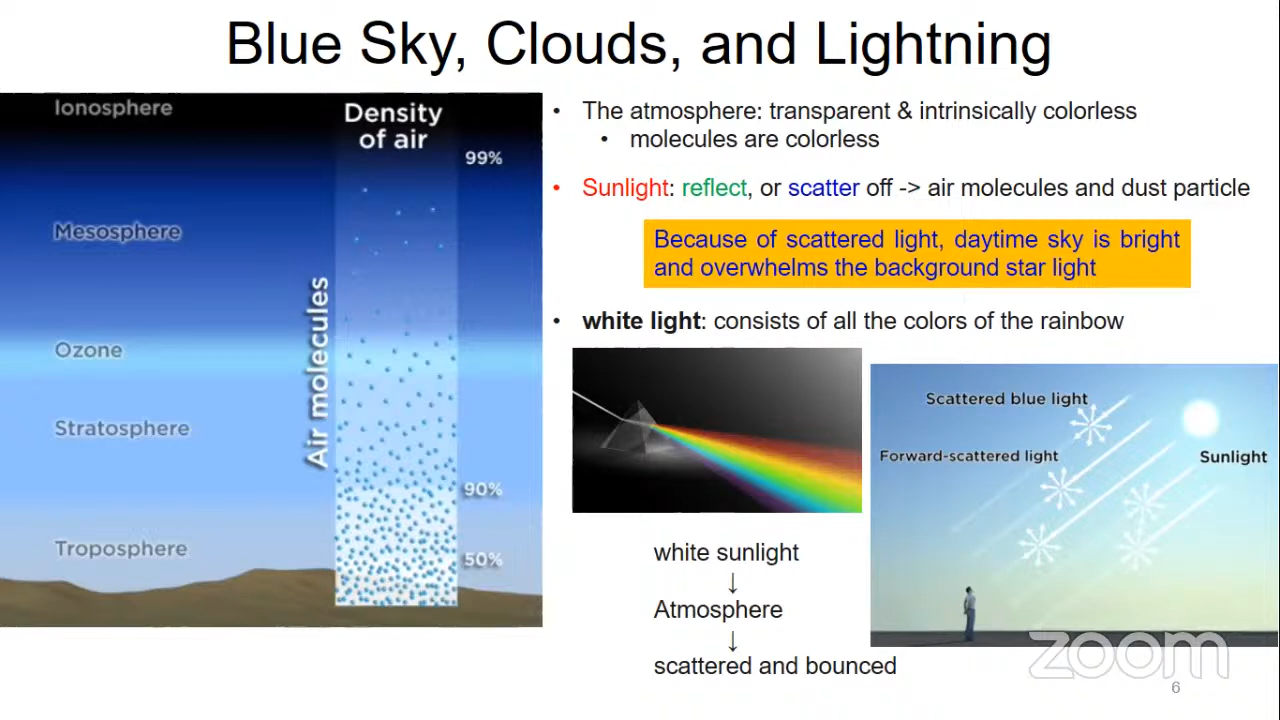 Blue Sky, Clouds, and Lightning
Ionosphere
Density
of air
99%
Mesosphere
Air molecules
Ozone
Stratosphere
90%
Troposphere
50%
• The atmosphere: transparent & intrinsically colorless
• molecules are colorless
• Sunlight: reflect, or scatter off -> air molecules and dust particle
Because of scattered light, daytime sky is bright
and overwhelms the background star light
• white light: consists of all the colors of the rainbow
Scattered blue light
Forward-scattered light
Sunlight
white sunlight
↓
Atmosphere
↓
scattered and bounced
zoom
6